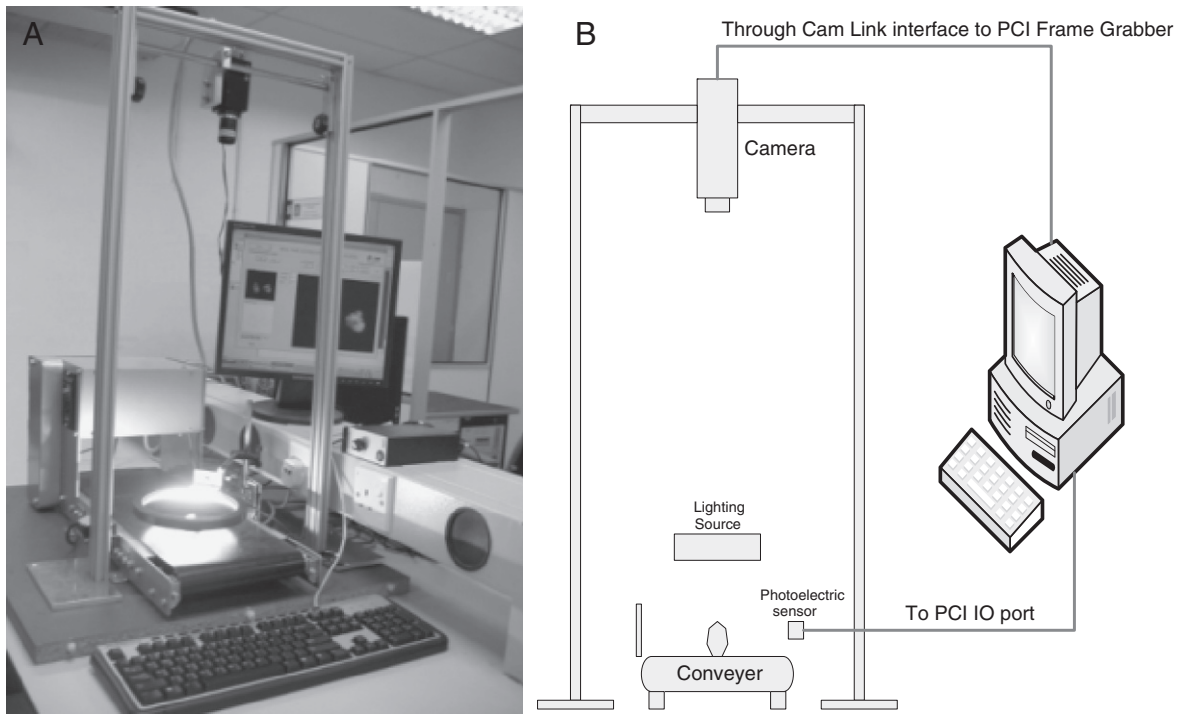 A
B
Through Cam Link interface to PCI Frame Grabber
Camera
Lighting
Source
Photoelectric
sensor
To PCI IO port
Conveyer